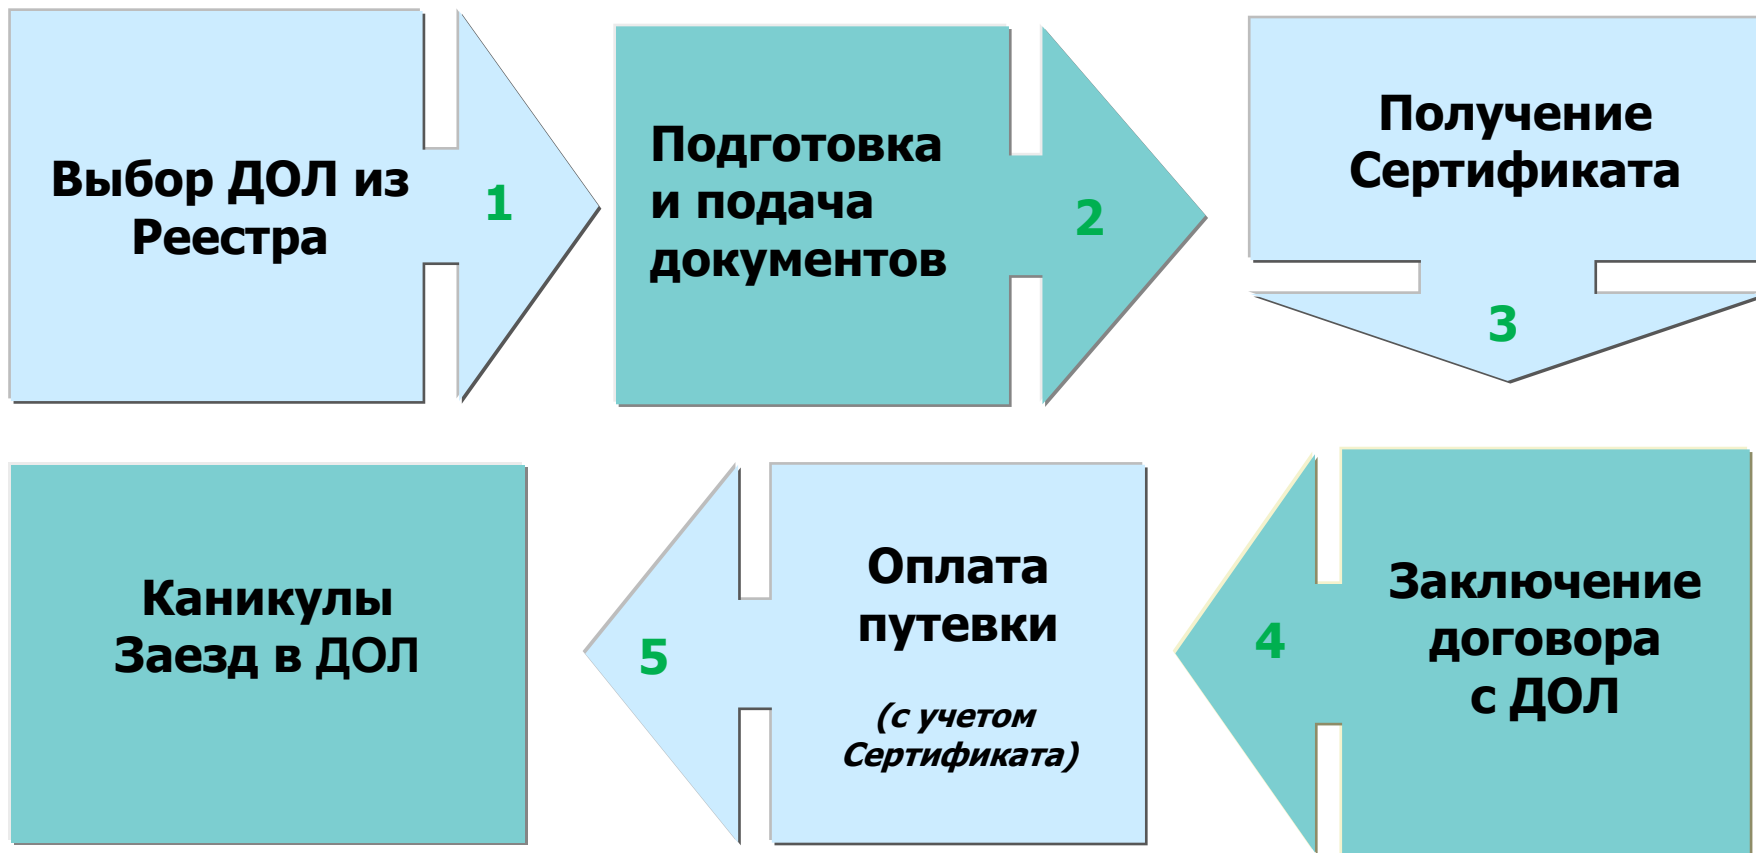 Выбор ДОЛ из
Реестра
1
Подготовка
и подача
документов
2
Получение
Сертификата
3
Заключение
договора
с ДОЛ
4
Оплата
путевки
(с учетом
Сертификата)
5
Каникулы
Заезд в ДОЛ